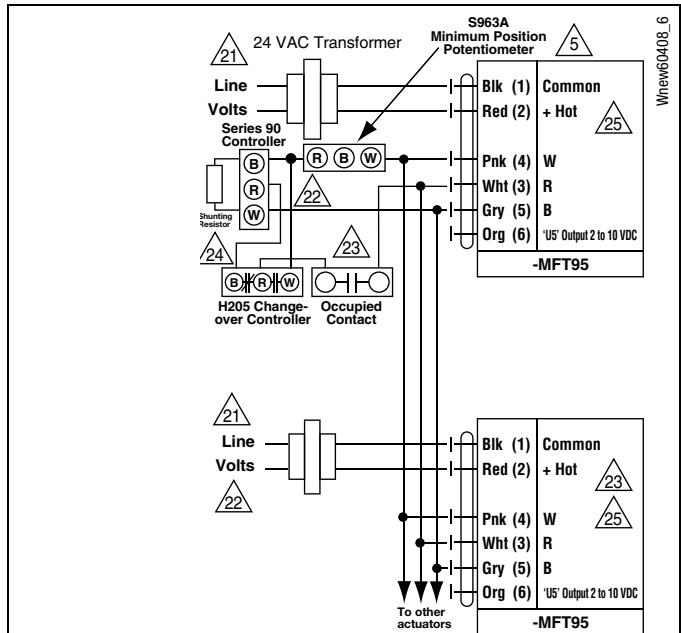 S963A
Minimum Position
Potentiometer
21
24 VAC Transformer
5
Wnew60408_6
Line
Volts
Blk (1) Common
Red (2) + Hot
25
Series 90
Controller
B
R
W
R B W
22
Pnk (4) W
Wht (3) R
Gry (5) B
Org (6) 'U5' Output 2 to 10 VDC
-MFT95
Shunting
Resistor
24
23
B R W
H205 Change-
over Controller
Occupied
Contact
21
Line
Volts
22
Blk (1) Common
Red (2) + Hot
23
25
Pnk (4) W
Wht (3) R
Gry (5) B
Org (6) 'U5' Output 2 to 10 VDC
-MFT95
To other
actuators